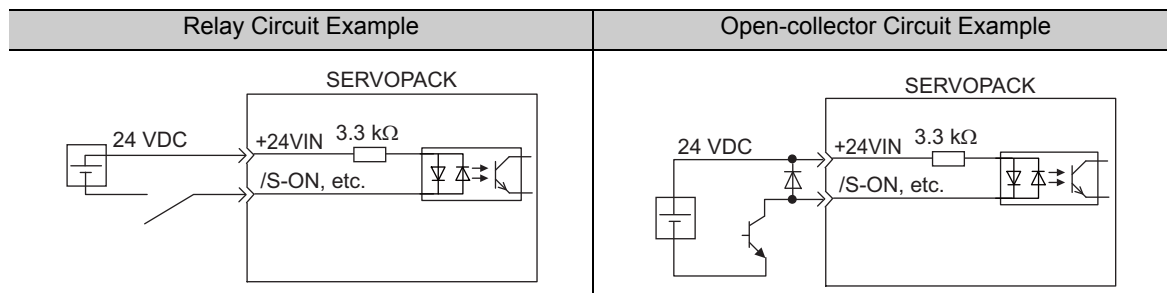 Relay Circuit Example
Open-collector Circuit Example
SERVOPACK
24 VDC
+24VIN
3.3 kΩ
/S-ON, etc.
SERVOPACK
24 VDC
+24VIN
3.3 kΩ
/S-ON, etc.